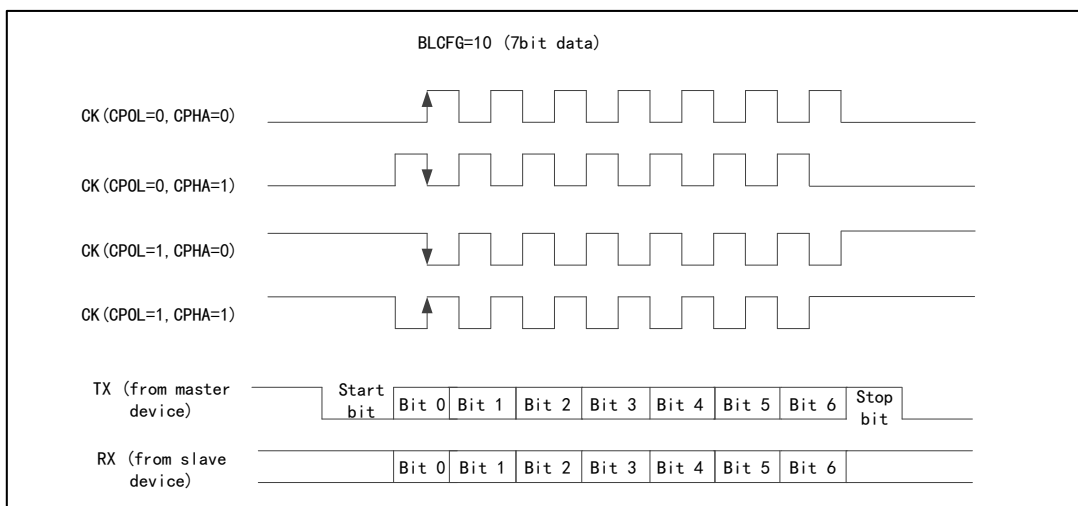 BLCFG=10 (7bit data)
CK(CPOL=0, CPHA=0)
CK(CPOL=0, CPHA=1)
CK(CPOL=1, CPHA=0)
CK(CPOL=1, CPHA=1)
TX (from master
device)
Start
bit
Bit 0 Bit 1 Bit 2 Bit 3 Bit 4 Bit 5 Bit 6
Stop
bit
RX (from slave
device)
Bit 0 Bit 1 Bit 2 Bit 3 Bit 4 Bit 5 Bit 6